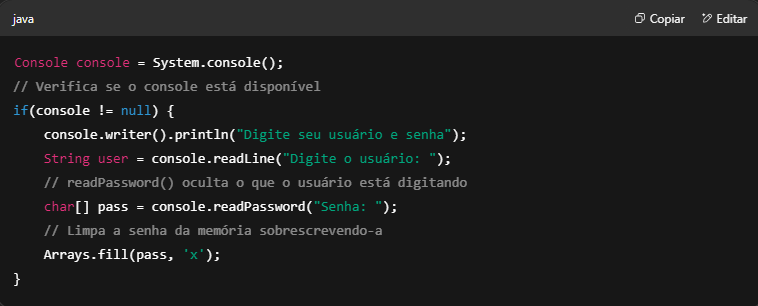 java
Copiar
Editar
Console console = System.console();
// Verifica se o console está disponível
if(console != null) {
    console.writer().println("Digite seu usuário e senha");
    String user = console.readLine("Digite o usuário: ");
    // readPassword() oculta o que o usuário está digitando
    char[] pass = console.readPassword("Senha: ");
    // Limpa a senha da memória sobrescrevendo-a
    Arrays.fill(pass, 'x');
}